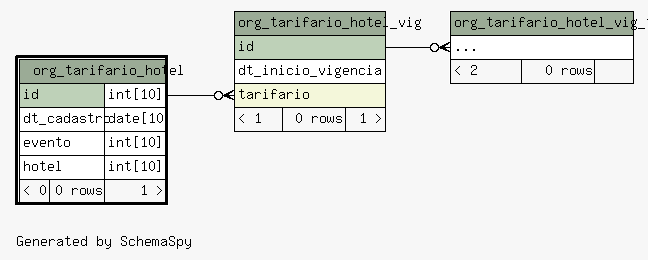 org_tarifario_hotel
id int[10]
dt_cadastro date[10]
evento int[10]
hotel int[10]
< 0 0 rows 1 >
org_tarifario_hotel_vig
id
dt_inicio_vigencia
tarifario
< 1 0 rows 1 >
org_tarifario_hotel_vig_
...
< 2 0 rows
Generated by SchemaSpy